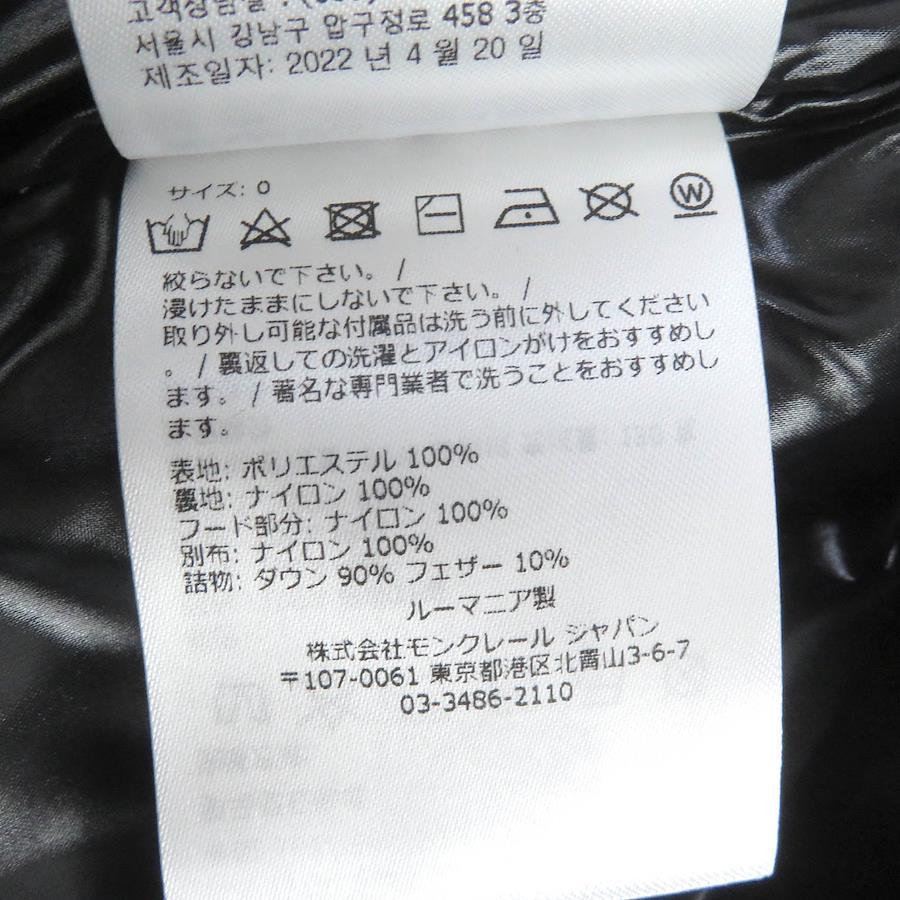 고객상담실 :
서울시 강남구 압구정로 458 3층
제조일자: 2022 년 4 월 20 일
サイズ: 0
W
絞らないで下さい。 /
浸けたままにしないで下さい。 /
取り外し可能な付属品は洗う前に外してください
。 / 裏返しての洗濯とアイロンがけをおすすめし
ます。 / 著名な専門業者で洗うことをおすすめし
ます。
表地: ポリエステル 100%
裏地: ナイロン 100%
フード部分: ナイロン 100%
別布: ナイロン 100%
詰物: ダウン 90% フェザー 10%
ルーマニア製
株式会社モンクレール ジャパン
〒107-0061 東京都港区北青山3-6-7
03-3486-2110